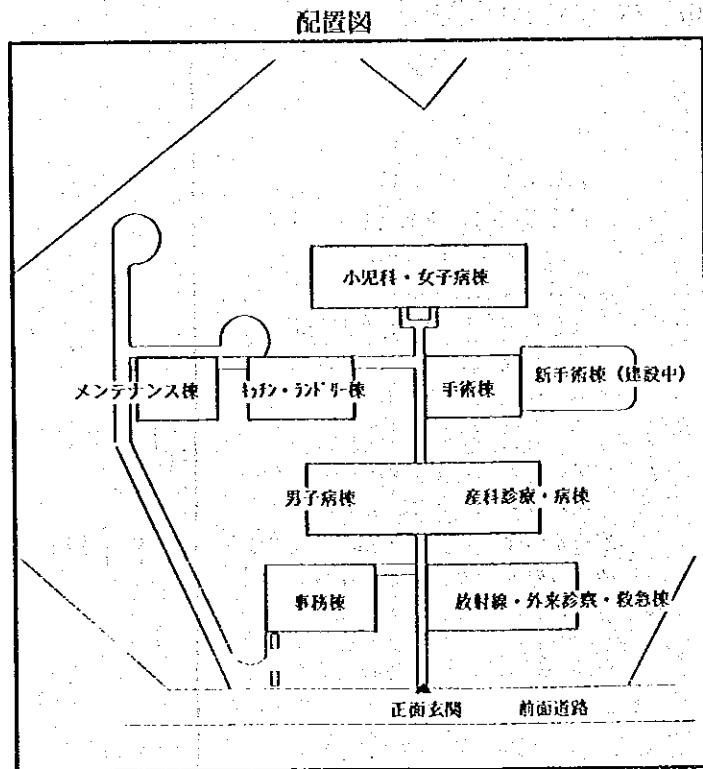 配置図
小児科・女子病棟
メンテナンス棟
キッチン・ランドリー棟
手術棟
新手術棟 (建設中)
男子病棟
産科診療・病棟
事務棟
放射線・外来診察・救急棟
正面玄関
前面道路